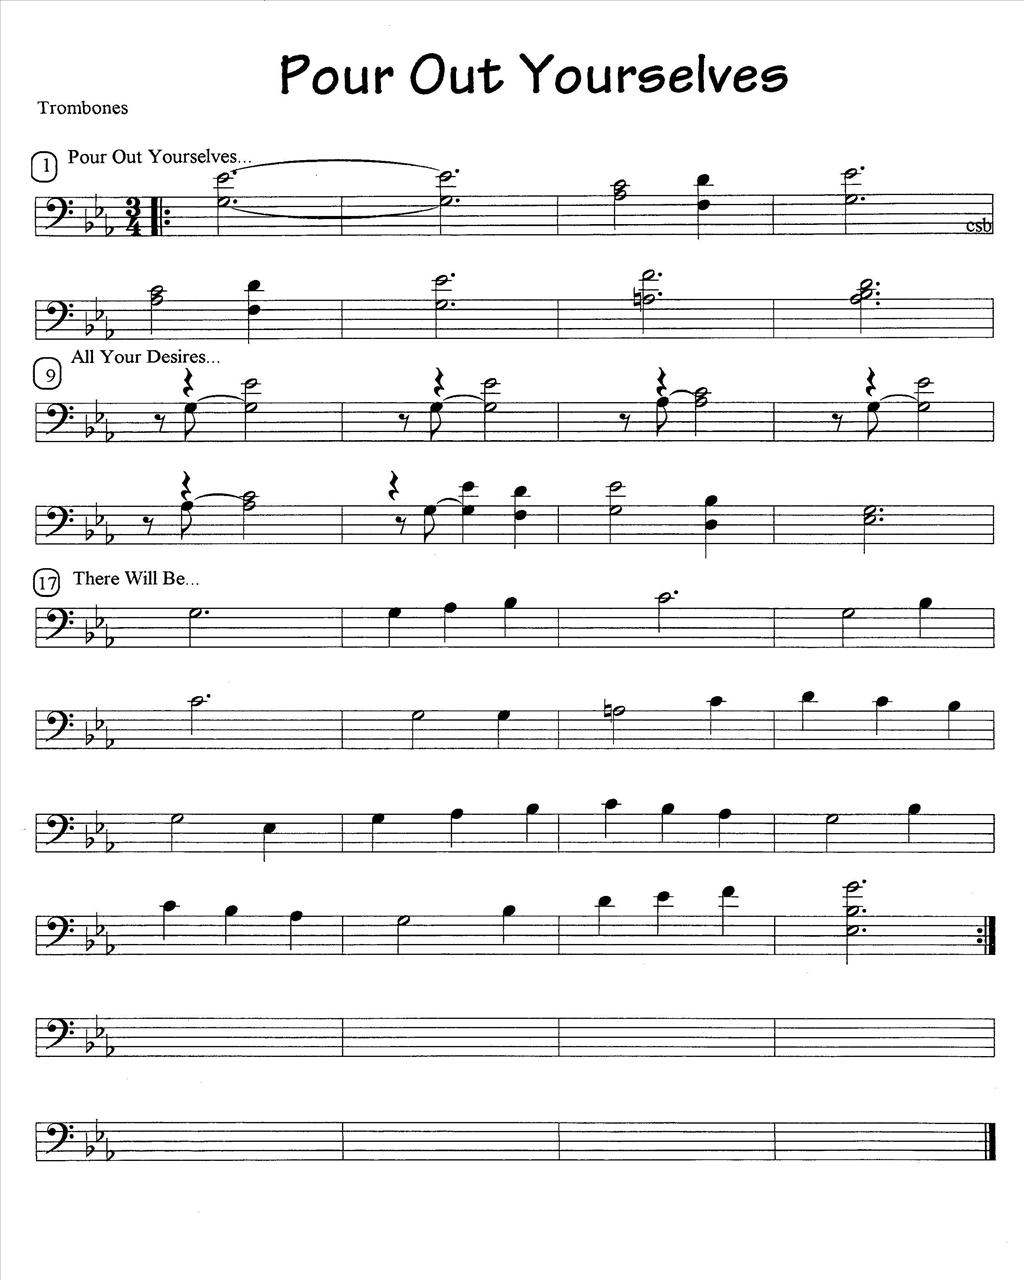 Pour Out Yourselves
Trombones
1 Pour Out Yourselves...
3
4
csb
9 All Your Desires...
17 There Will Be...